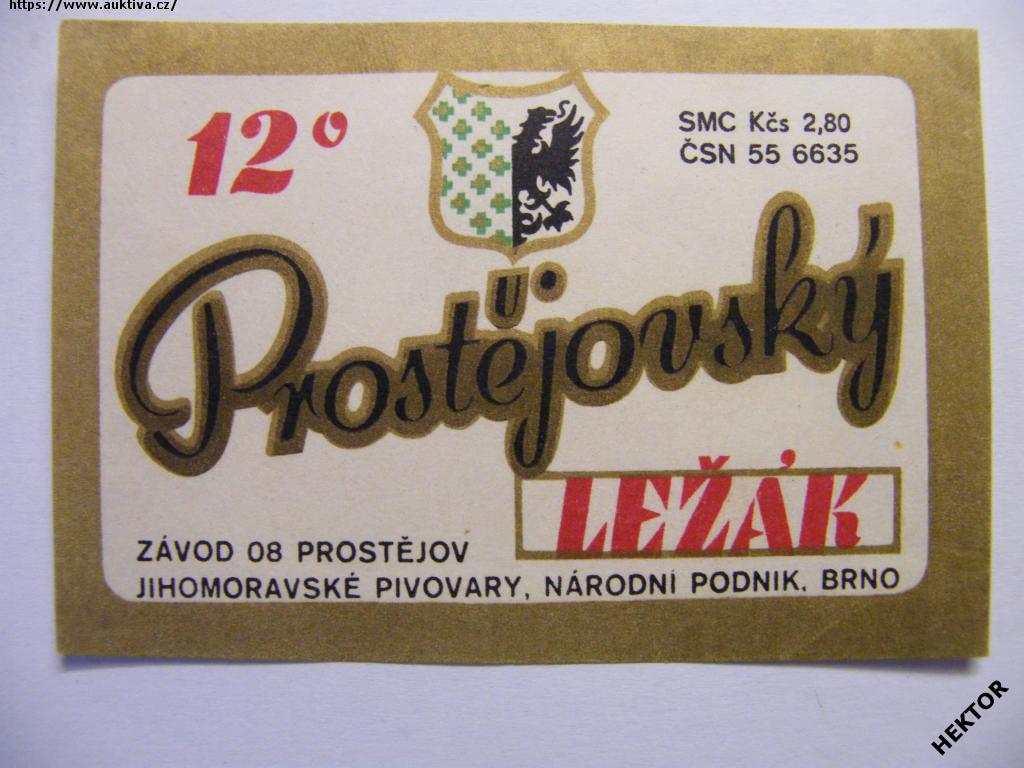 https://www.auktiva.cz/
12°
SMC Kčs 2,80
ČSN 55 6635
Prostějovský
LEŽÁK
ZÁVOD 08 PROSTĚJOV
JIHOMORAVSKÉ PIVOVARY, NÁRODNÍ PODNIK. BRNO
HEKTOR